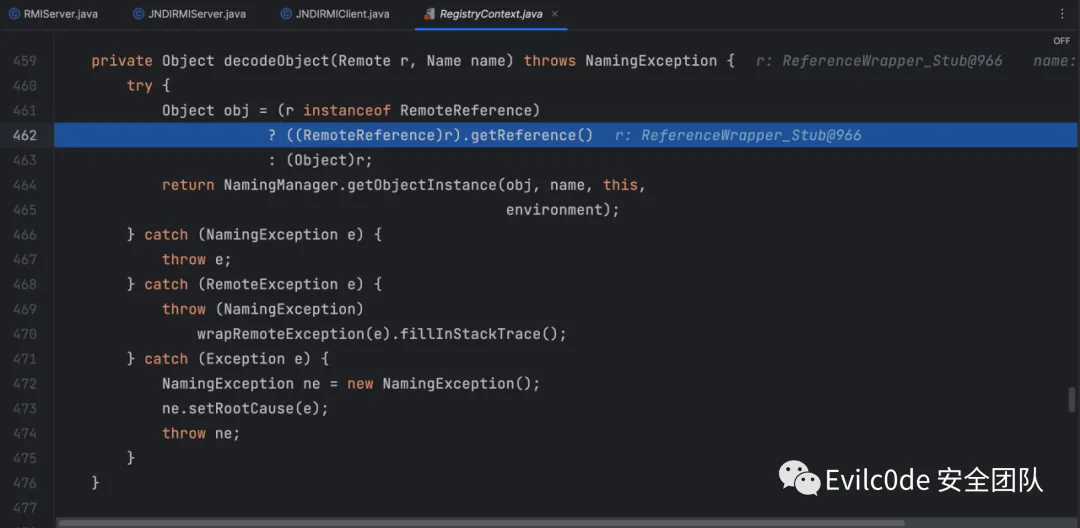 RMIServer.java JNDIRMIServer.java JNDIRMIClient.java RegistryContext.java
OFF
459 private Object decodeObject(Remote r, Name name) throws NamingException { r: ReferenceWrapper_Stub@966 name:
460 try {
461 Object obj = (r instanceof RemoteReference)
462 ? ((RemoteReference)r).getReference() r: ReferenceWrapper_Stub@966
463 : (Object)r;
464 return NamingManager.getObjectInstance(obj, name, this,
465 environment);
466 } catch (NamingException e) {
467 throw e;
468 } catch (RemoteException e) {
469 throw (NamingException)
470 wrapRemoteException(e).fillInStackTrace();
471 } catch (Exception e) {
472 NamingException ne = new NamingException();
473 ne.setRootCause(e);
474 throw ne;
475 }
476 }
477
Evilc0de 安全团队